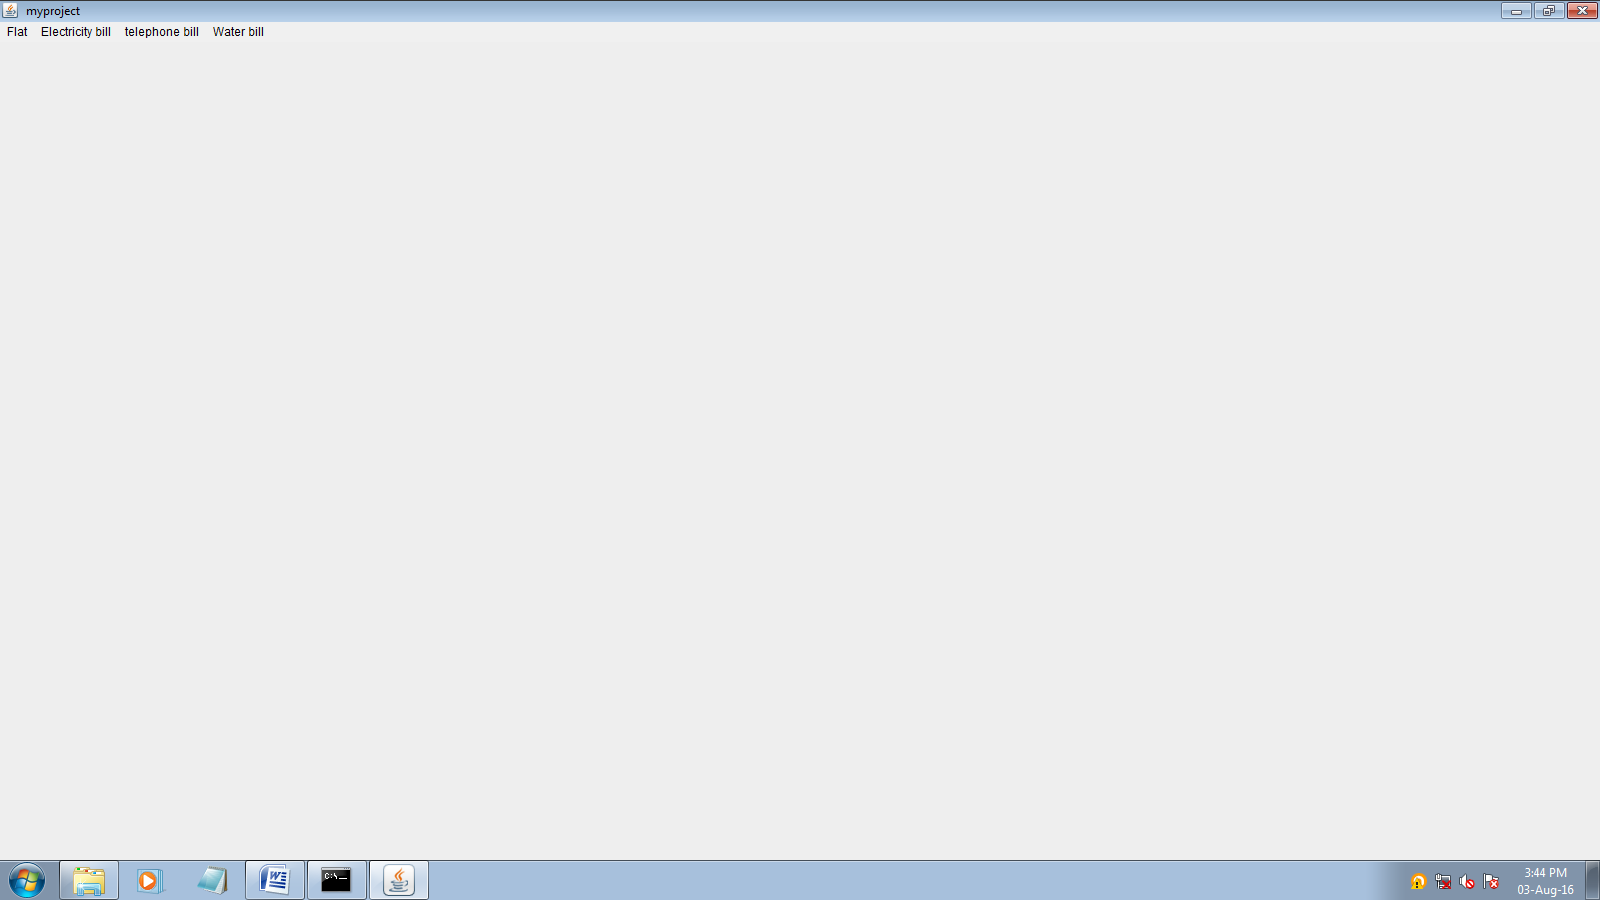 myproject
Flat Electricity bill telephone bill Water bill
C:\_
3:44 PM
03-Aug-16